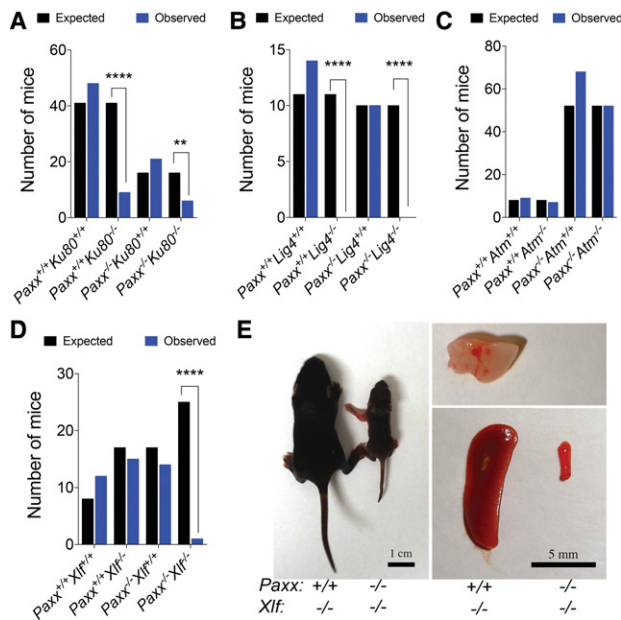 A
Expected Observed
Number of mice
60
40
20
0
****
**
Paxx+/+Ku80+/+
Paxx+/+Ku80-/-
Paxx-/-Ku80+/+
Paxx-/-Ku80-/-
B
Expected Observed
Number of mice
15
10
5
0
****
****
Paxx+/+Lig4+/+
Paxx+/+Lig4-/-
Paxx-/-Lig4+/+
Paxx-/-Lig4-/-
C
Expected Observed
Number of mice
80
60
40
20
0
Paxx+/+Atm+/+
Paxx+/+Atm-/-
Paxx-/-Atm+/+
Paxx-/-Atm-/-
D
Expected Observed
Number of mice
30
20
10
0
****
Paxx+/+Xlf+/+
Paxx+/+Xlf-/-
Paxx-/-Xlf+/+
Paxx-/-Xlf-/-
E
1 cm
5 mm
Paxx: +/+ -/- +/+ -/-
Xlf: -/- -/- -/- -/-